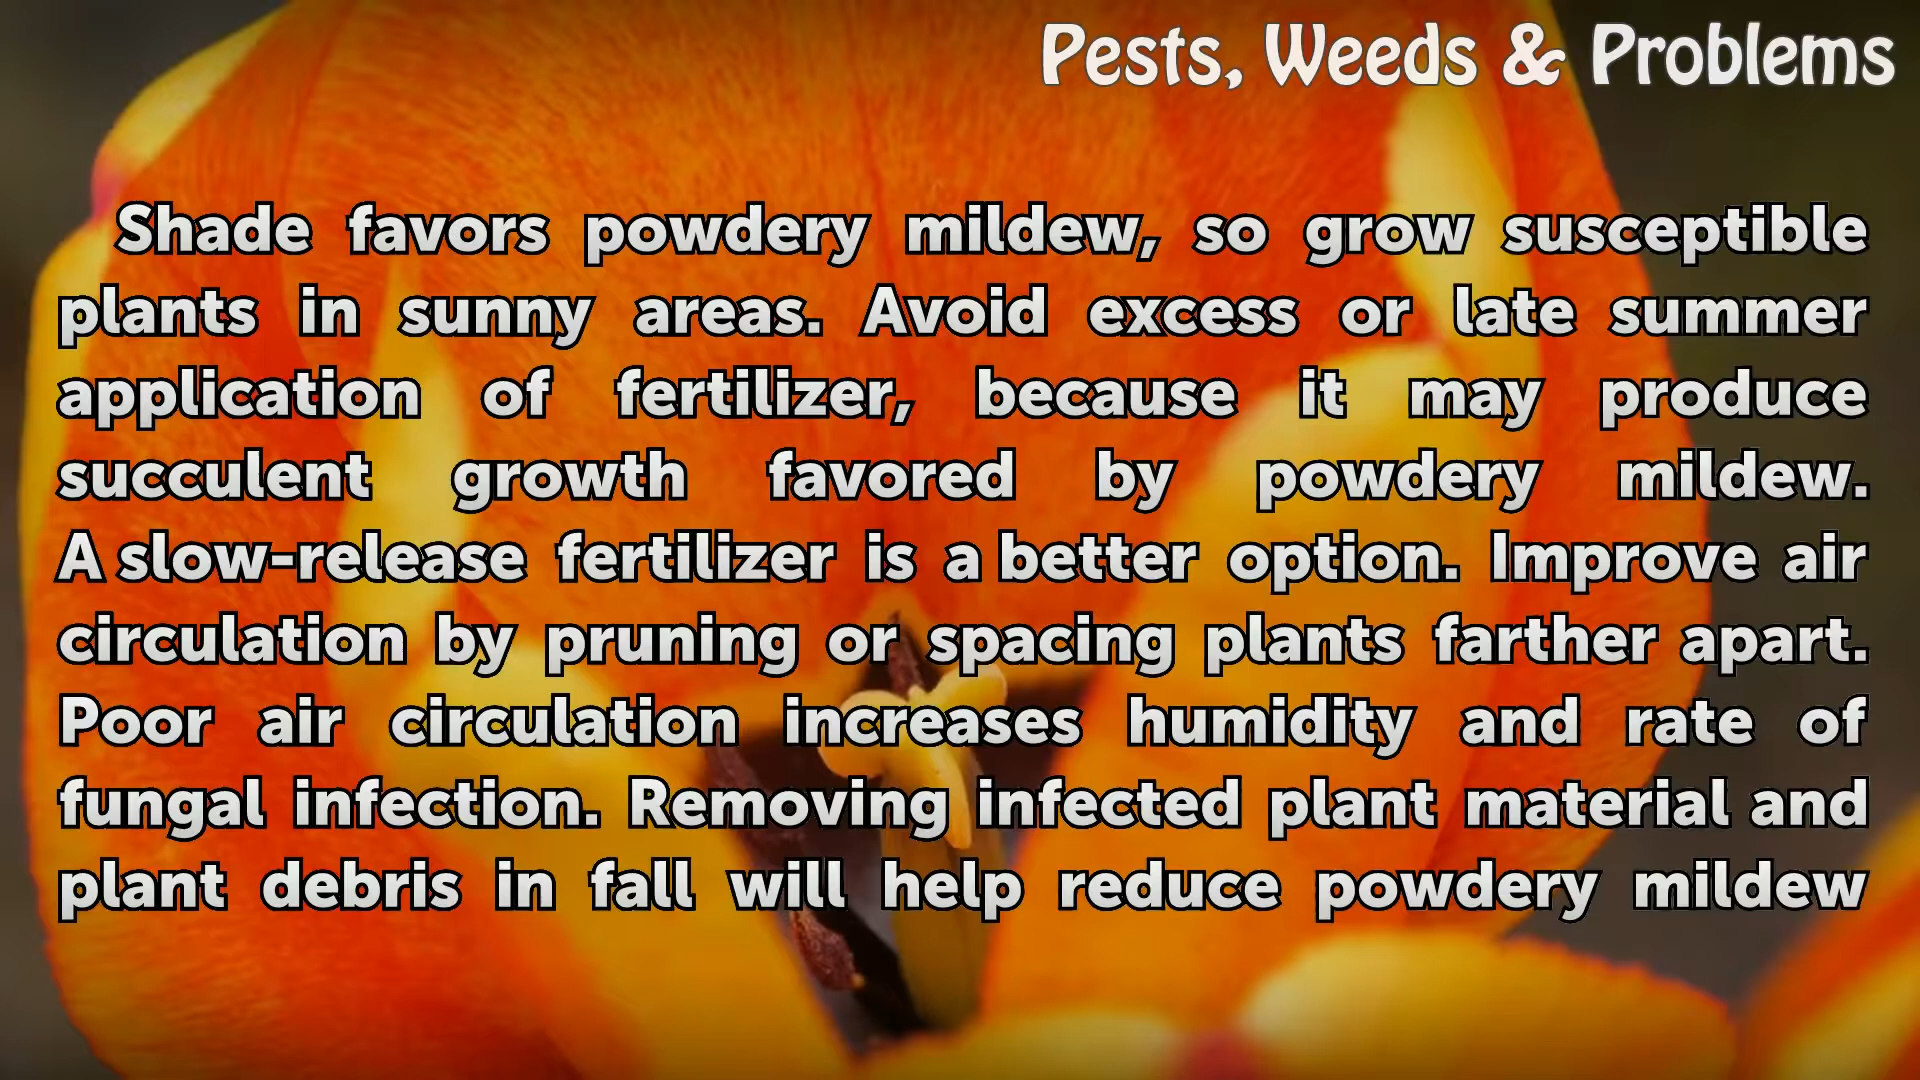 Pests, Weeds & Problems
Shade favors powdery mildew, so grow susceptible
plants in sunny areas. Avoid excess or late summer
application of fertilizer, because it may produce
succulent growth favored by powdery mildew.
A slow-release fertilizer is a better option. Improve air
circulation by pruning or spacing plants farther apart.
Poor air circulation increases humidity and rate of
fungal infection. Removing infected plant material and
plant debris in fall will help reduce powdery mildew